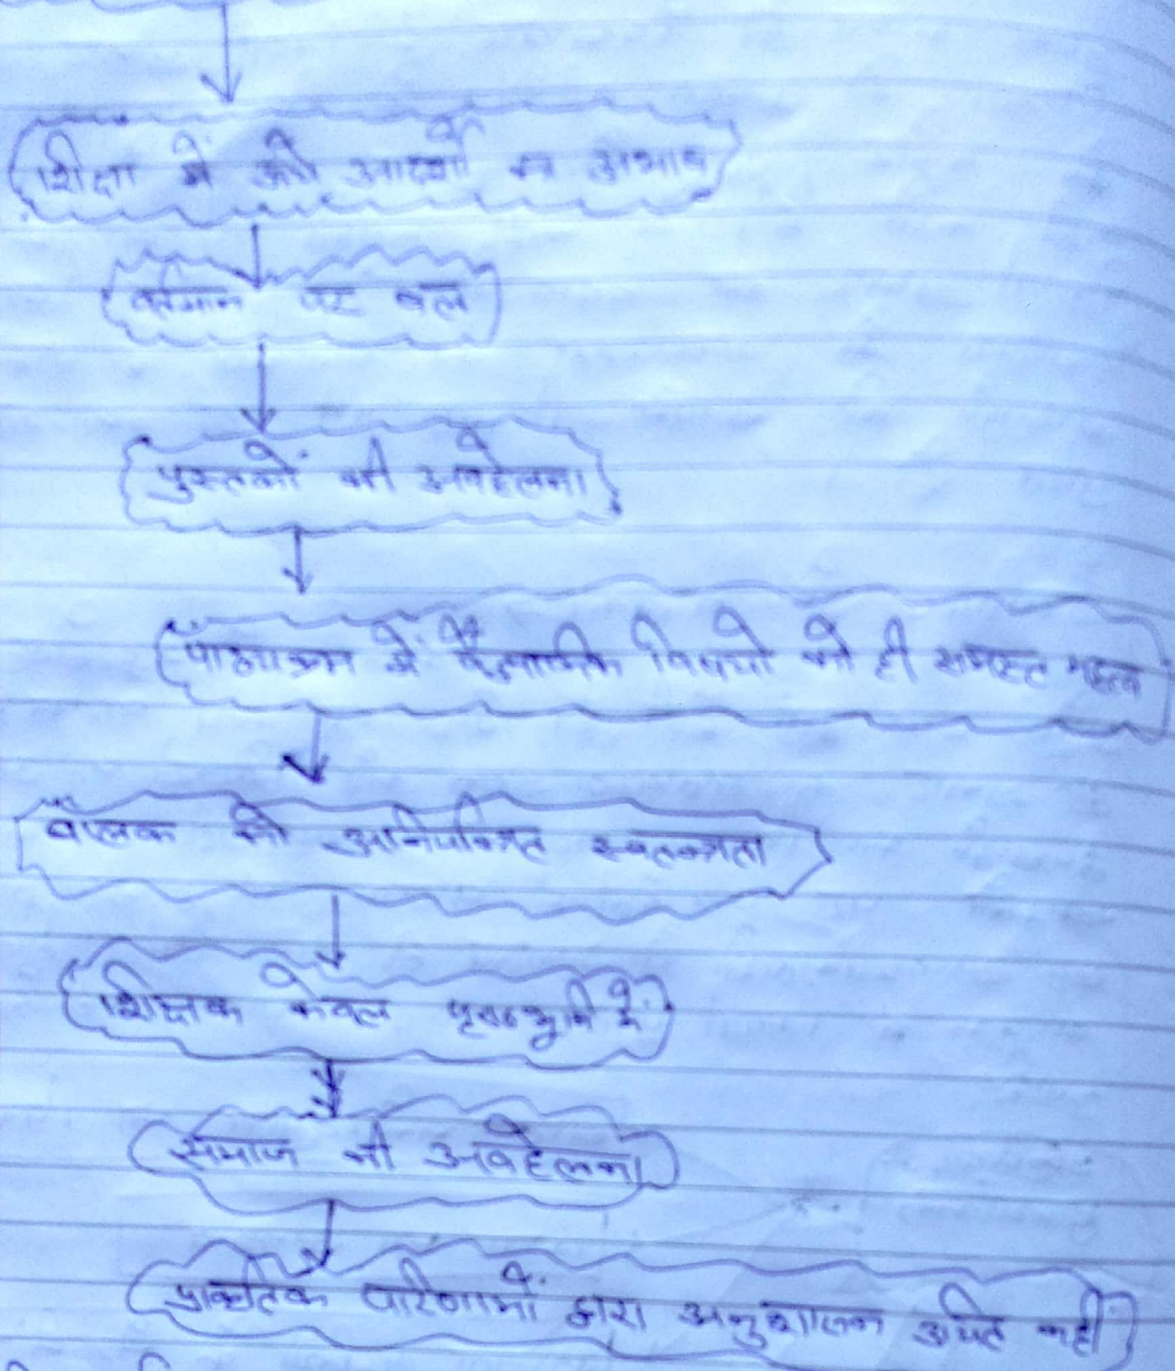 शिक्षा में ऊँचे आदर्शों का अभाव
वर्तमान पर बल
पुस्तकों की अवहेलना
पाठ्यक्रम में वैज्ञानिक विषयों को ही समस्त महत्व
बालक को अनियन्त्रित स्वतन्त्रता
शिक्षक केवल पृष्ठभूमि में
समाज की अवहेलना
प्राकृतिक परिणामों द्वारा अनुशासन उचित नहीं